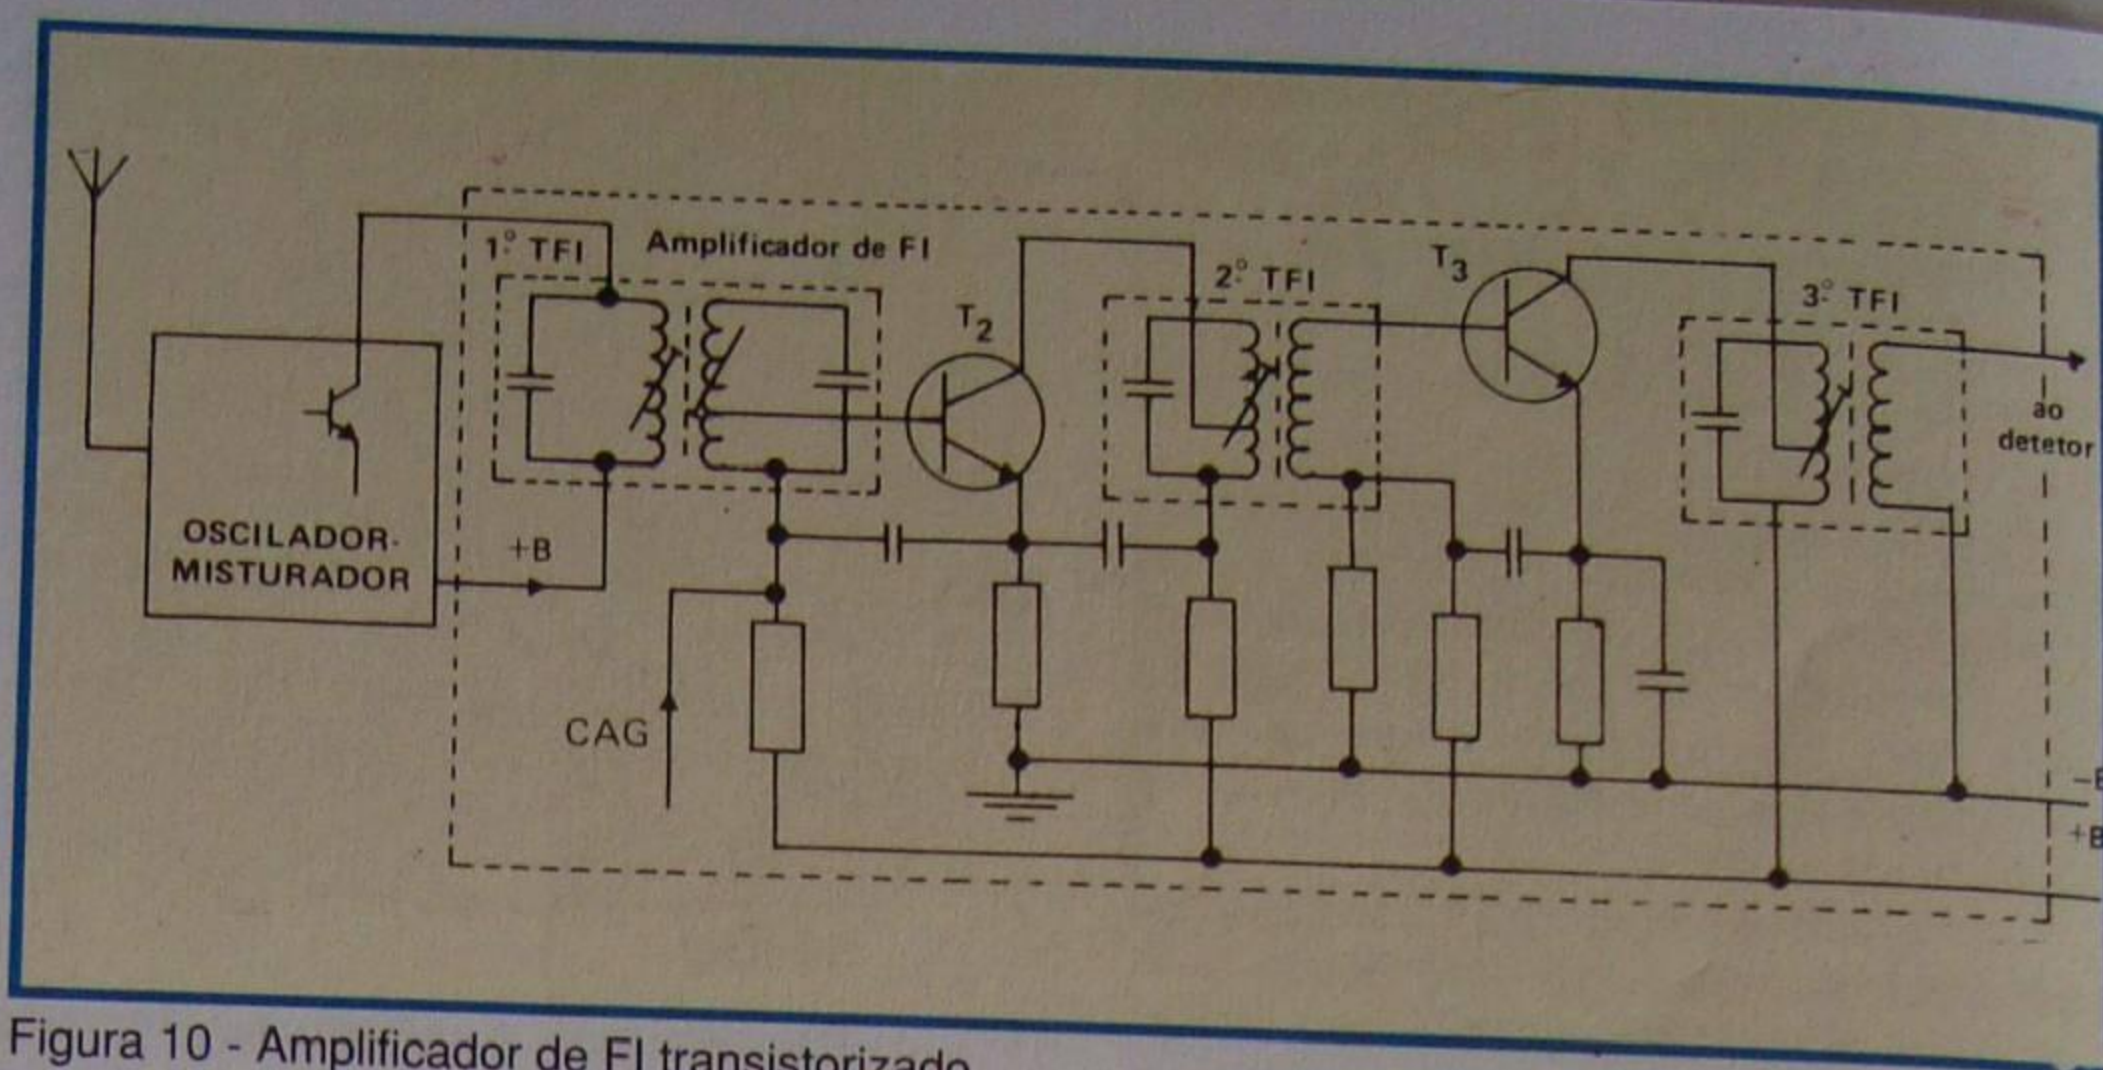 1º TFI
Amplificador de FI
T2
2º TFI
T3
3º TFI
ao
detetor
OSCILADOR-
MISTURADOR
+B
CAG
−B
+B
Figura 10 - Amplificador de FI transistorizado